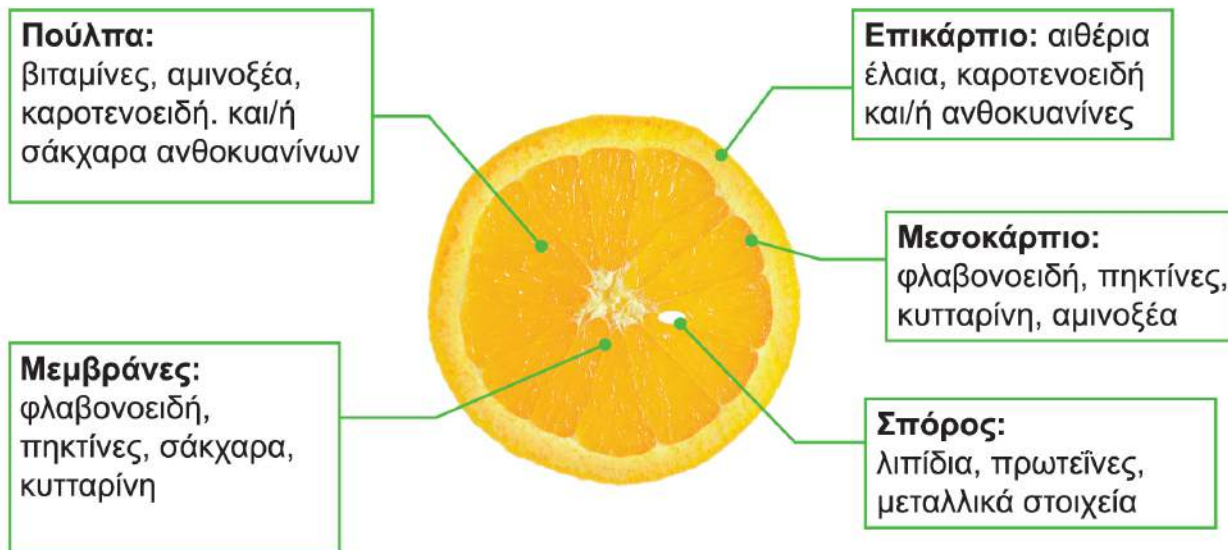 Πούλπα:
βιταμίνες, αμινοξέα,
καροτενοειδή. και/ή
σάκχαρα ανθοκυανίνων
Επικάρπιο: αιθέρια
έλαια, καροτενοειδή
και/ή ανθοκυανίνες
Μεσοκάρπιο:
φλαβονοειδή, πηκτίνες,
κυτταρίνη, αμινοξέα
Μεμβράνες:
φλαβονοειδή,
πηκτίνες, σάκχαρα,
κυτταρίνη
Σπόρος:
λιπίδια, πρωτεΐνες,
μεταλλικά στοιχεία